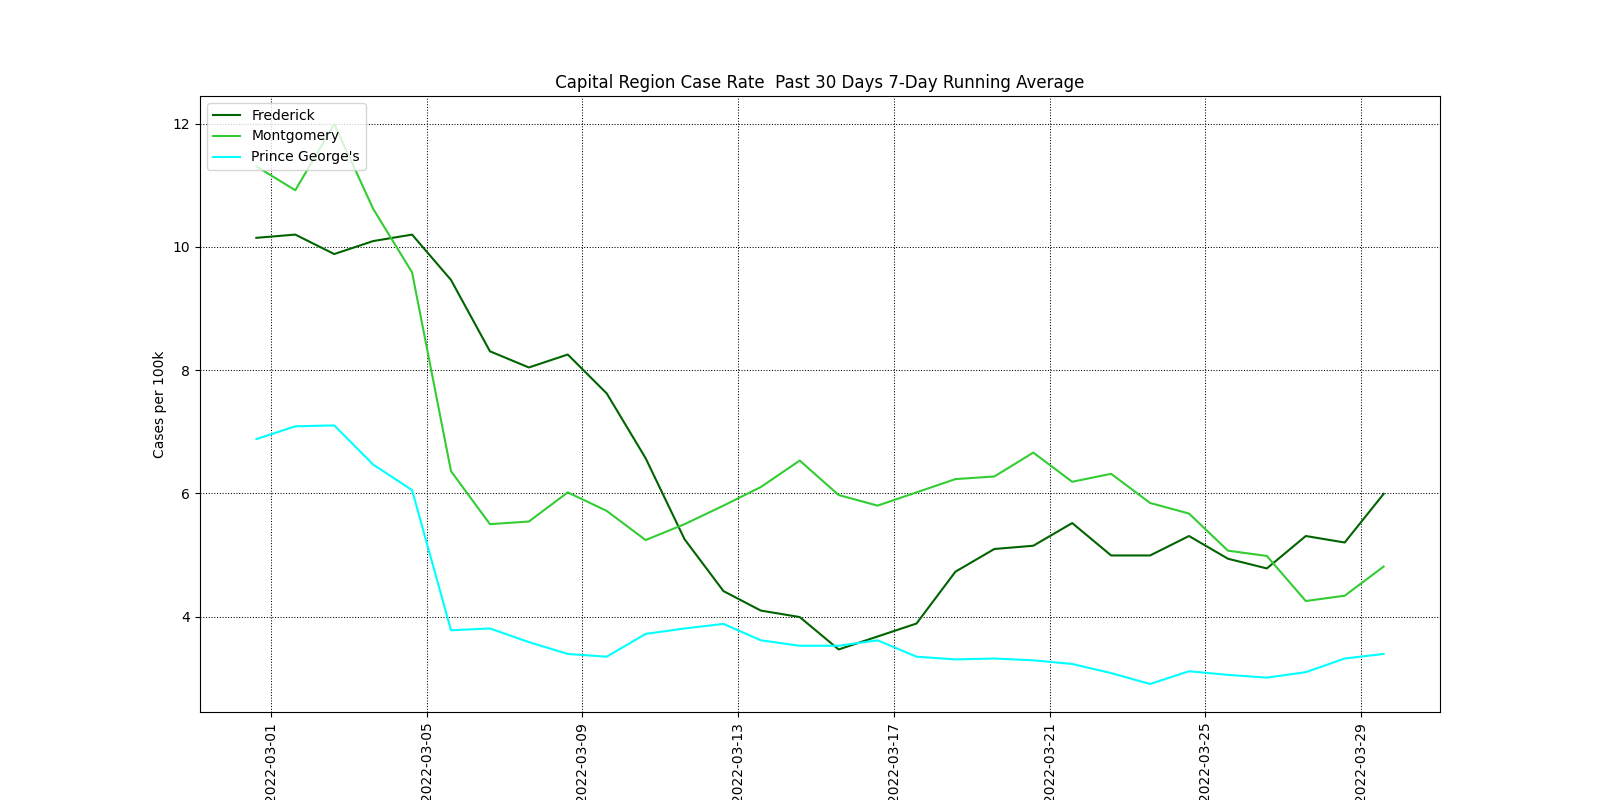 Capital Region Case Rate  Past 30 Days 7-Day Running Average
Frederick
Montgomery
Prince George's
Cases per 100k
12
10
8
6
4
2022-03-01
2022-03-05
2022-03-09
2022-03-13
2022-03-17
2022-03-21
2022-03-25
2022-03-29